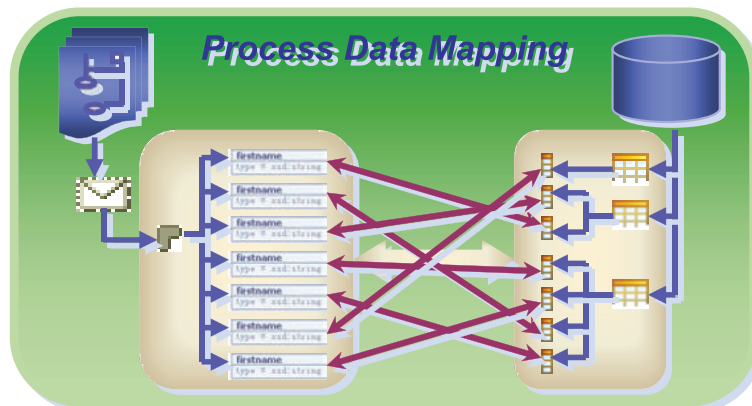 Process Data Mapping
firstname
type = xsd:string
firstname
type = xsd:string
firstname
type = xsd:string
firstname
type = xsd:string
firstname
type = xsd:string
firstname
type = xsd:string
firstname
type = xsd:string